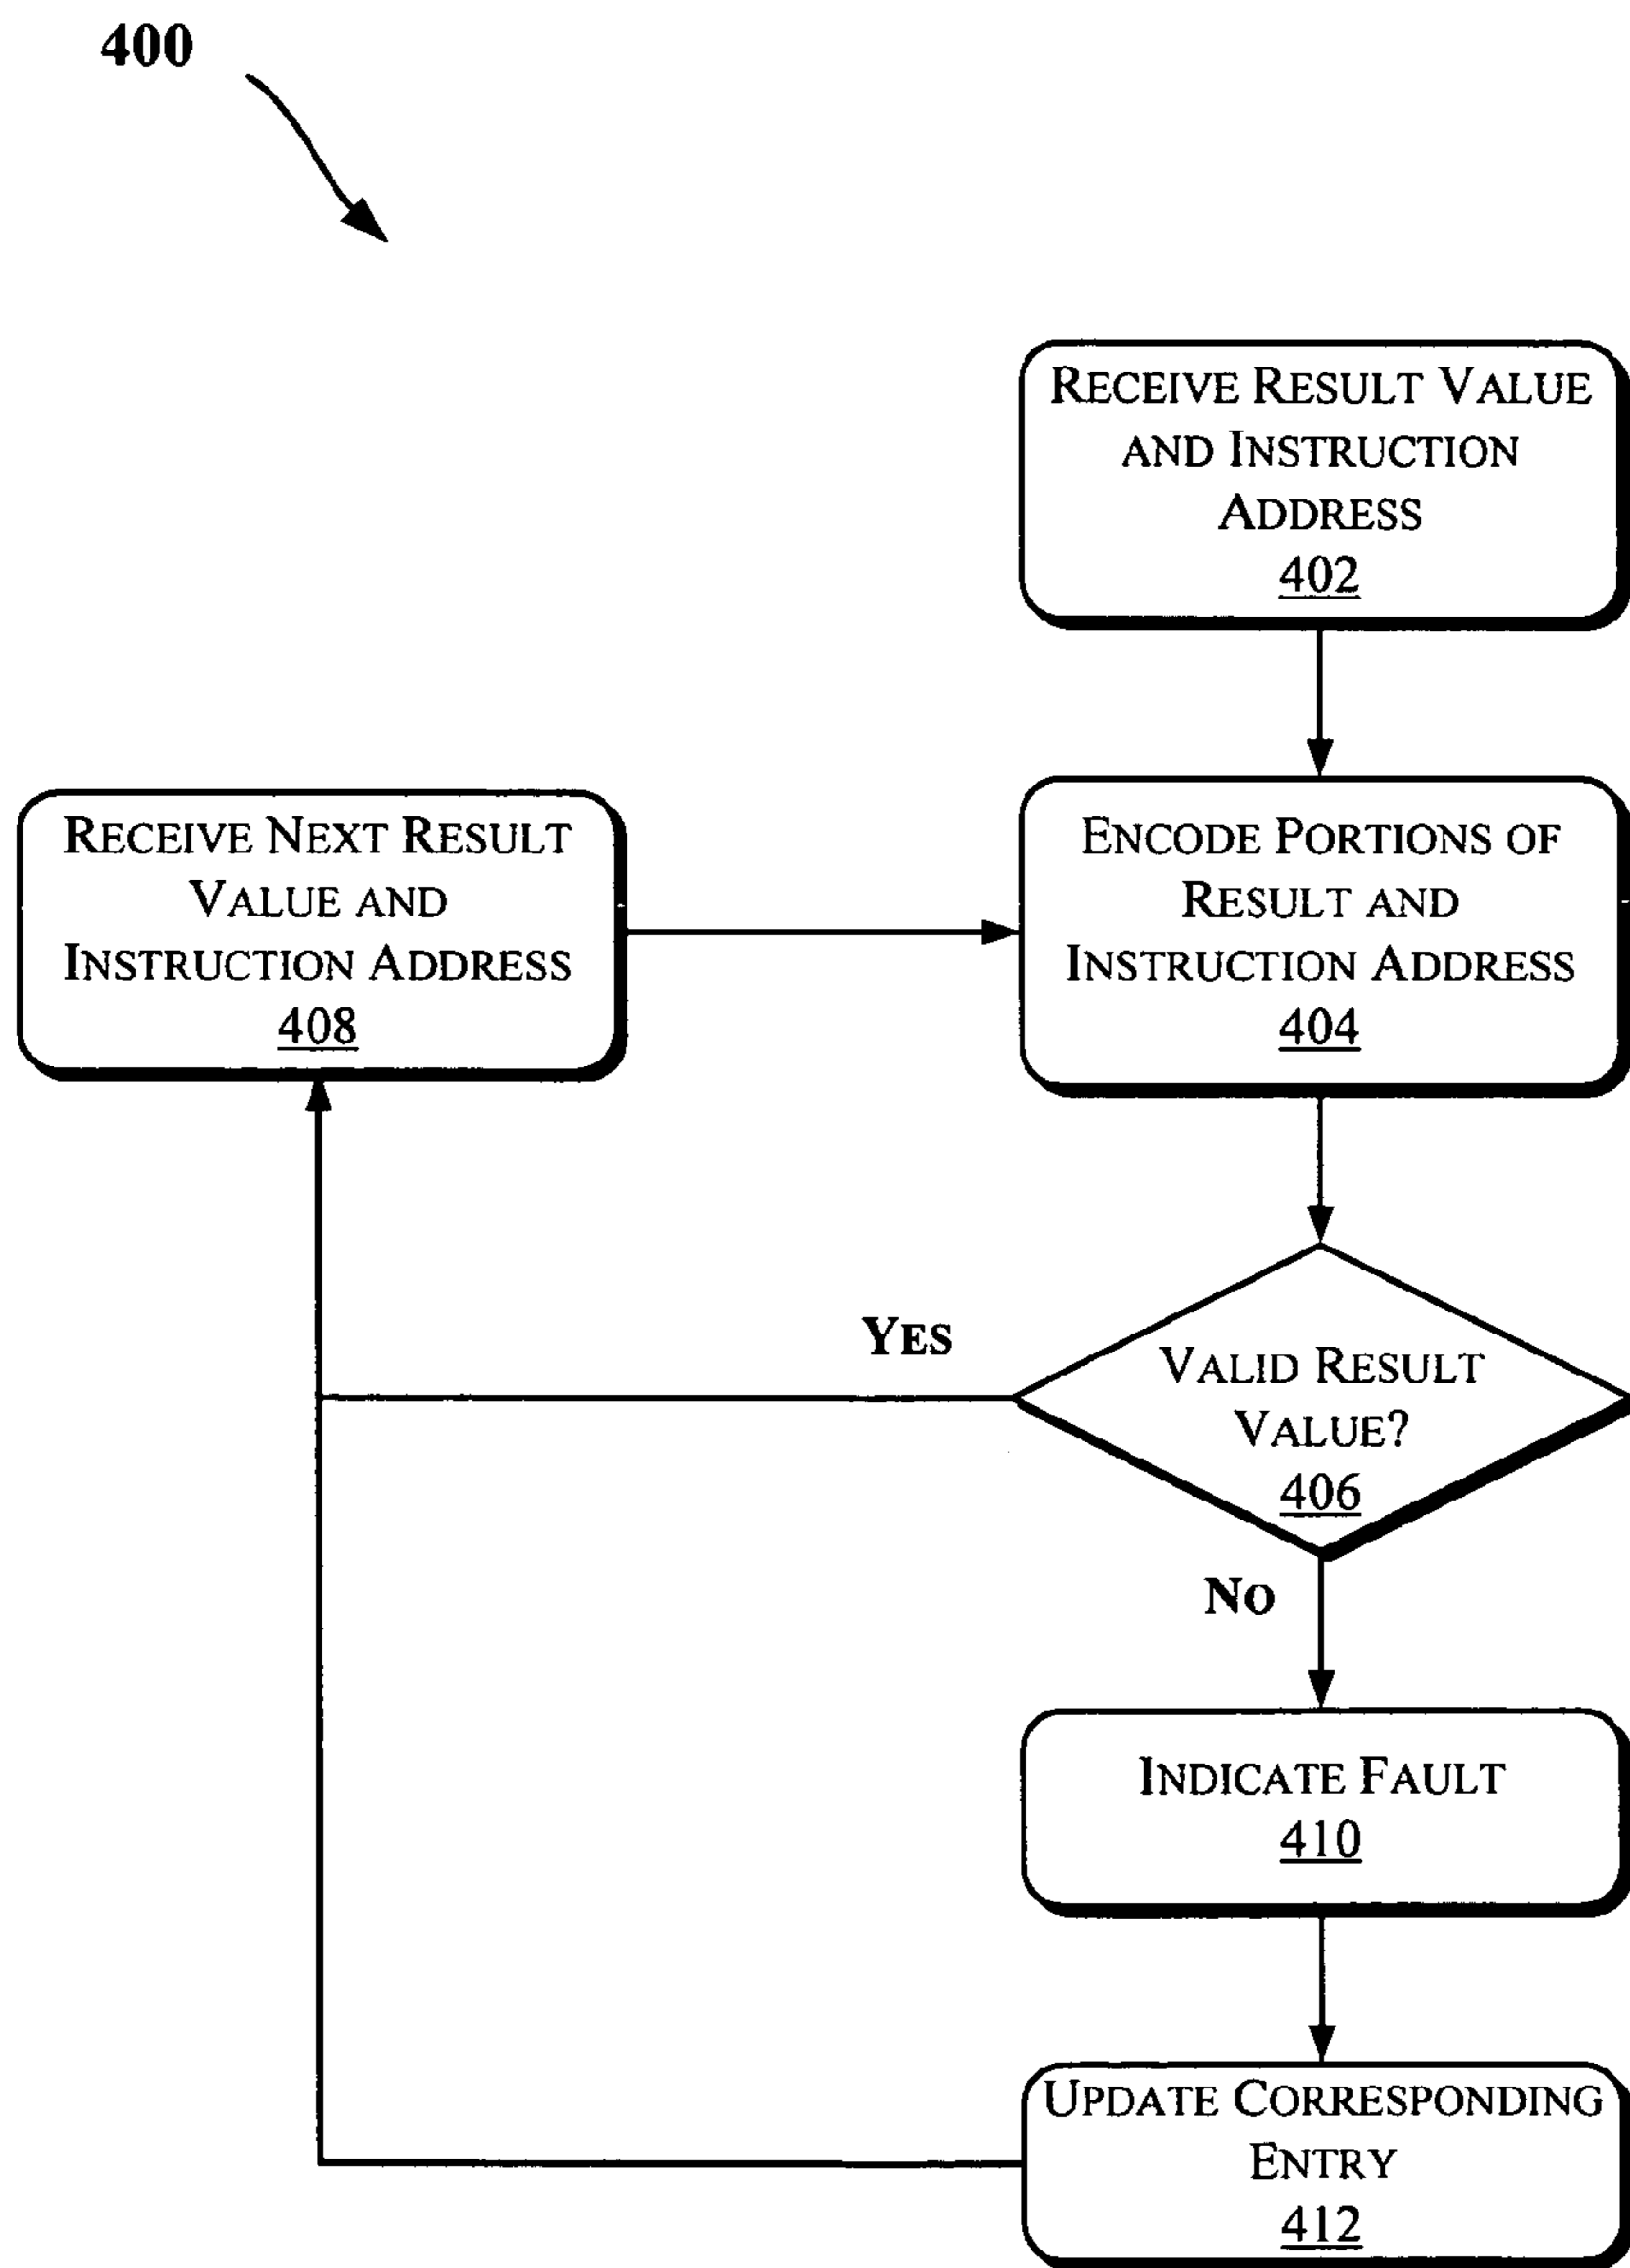 400
RECEIVE RESULT VALUE
AND INSTRUCTION
ADDRESS
402
RECEIVE NEXT RESULT
VALUE AND
INSTRUCTION ADDRESS
408
ENCODE PORTIONS OF
RESULT AND
INSTRUCTION ADDRESS
404
YES
VALID RESULT
VALUE?
406
NO
INDICATE FAULT
410
UPDATE CORRESPONDING
ENTRY
412